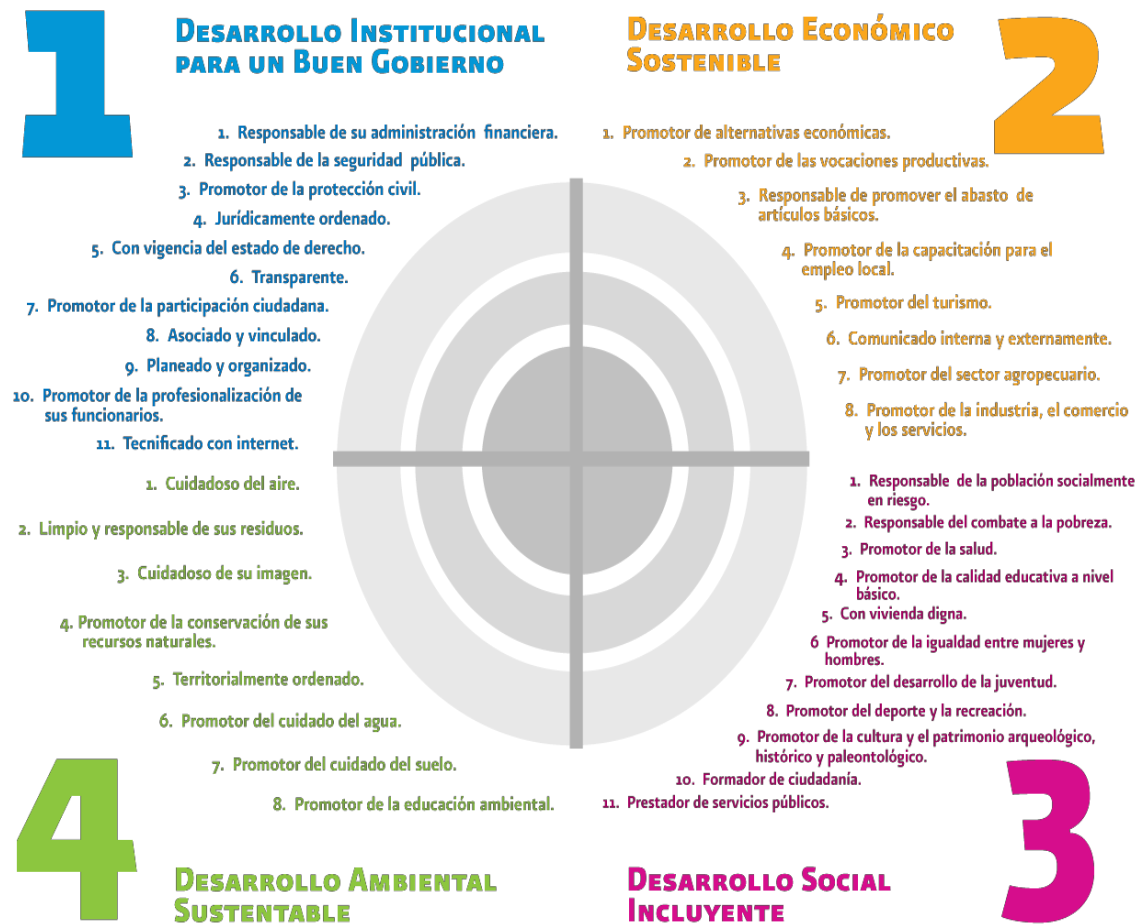 1
DESARROLLO INSTITUCIONAL
PARA UN BUEN GOBIERNO
1. Responsable de su administración financiera.
2. Responsable de la seguridad pública.
3. Promotor de la protección civil.
4. Jurídicamente ordenado.
5. Con vigencia del estado de derecho.
6. Transparente.
7. Promotor de la participación ciudadana.
8. Asociado y vinculado.
9. Planeado y organizado.
10. Promotor de la profesionalización de
sus funcionarios.
11. Tecnificado con internet.
DESARROLLO ECONÓMICO
SOSTENIBLE
2
1. Promotor de alternativas económicas.
2. Promotor de las vocaciones productivas.
3. Responsable de promover el abasto de
artículos básicos.
4. Promotor de la capacitación para el
empleo local.
5. Promotor del turismo.
6. Comunicado interna y externamente.
7. Promotor del sector agropecuario.
8. Promotor de la industria, el comercio
y los servicios.
1. Responsable de la población socialmente
en riesgo.
2. Responsable del combate a la pobreza.
3. Promotor de la salud.
4. Promotor de la calidad educativa a nivel
básico.
5. Con vivienda digna.
6 Promotor de la igualdad entre mujeres y
hombres.
7. Promotor del desarrollo de la juventud.
8. Promotor del deporte y la recreación.
9. Promotor de la cultura y el patrimonio arqueológico,
histórico y paleontológico.
10. Formador de ciudadanía.
11. Prestador de servicios públicos.
3
DESARROLLO SOCIAL
INCLUYENTE
1. Cuidadoso del aire.
2. Limpio y responsable de sus residuos.
3. Cuidadoso de su imagen.
4. Promotor de la conservación de sus
recursos naturales.
5. Territorialmente ordenado.
6. Promotor del cuidado del agua.
7. Promotor del cuidado del suelo.
8. Promotor de la educación ambiental.
4
DESARROLLO AMBIENTAL
SUSTENTABLE